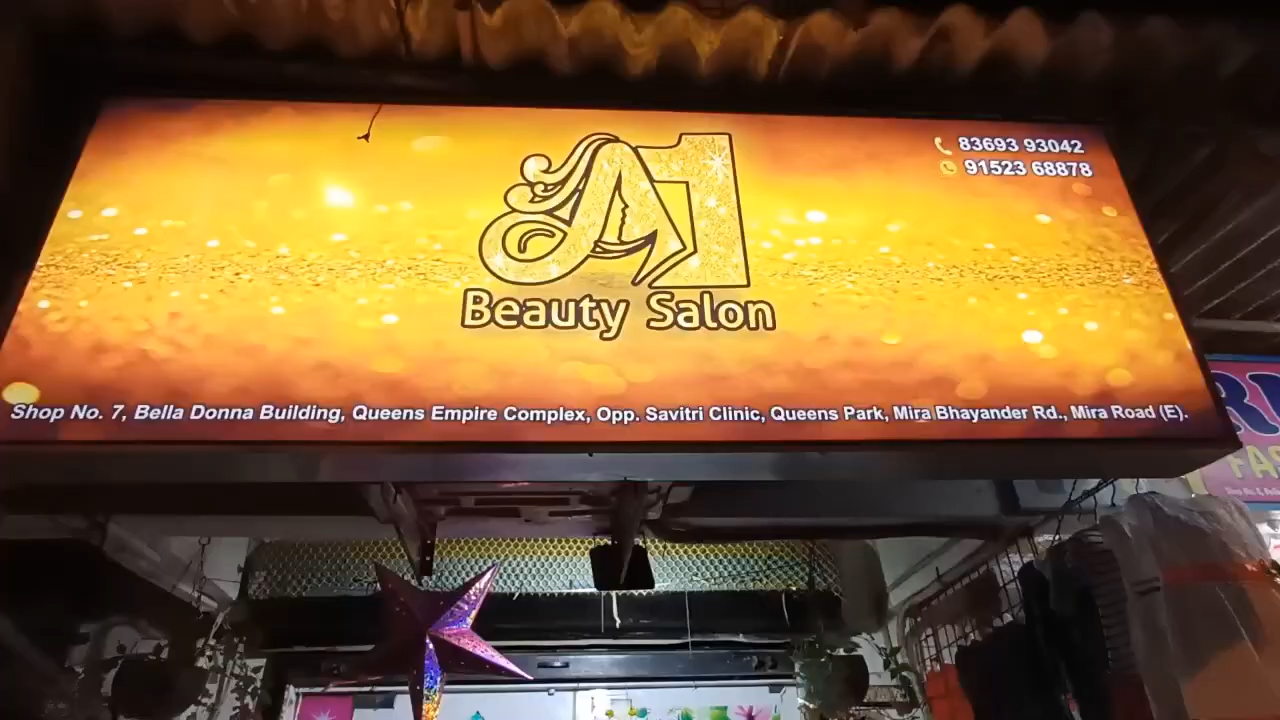 83693 93042
91523 68878
A1
Beauty Salon
Shop No. 7, Bella Donna Building, Queens Empire Complex, Opp. Savitri Clinic, Queens Park, Mira Bhayander Rd., Mira Road (E).